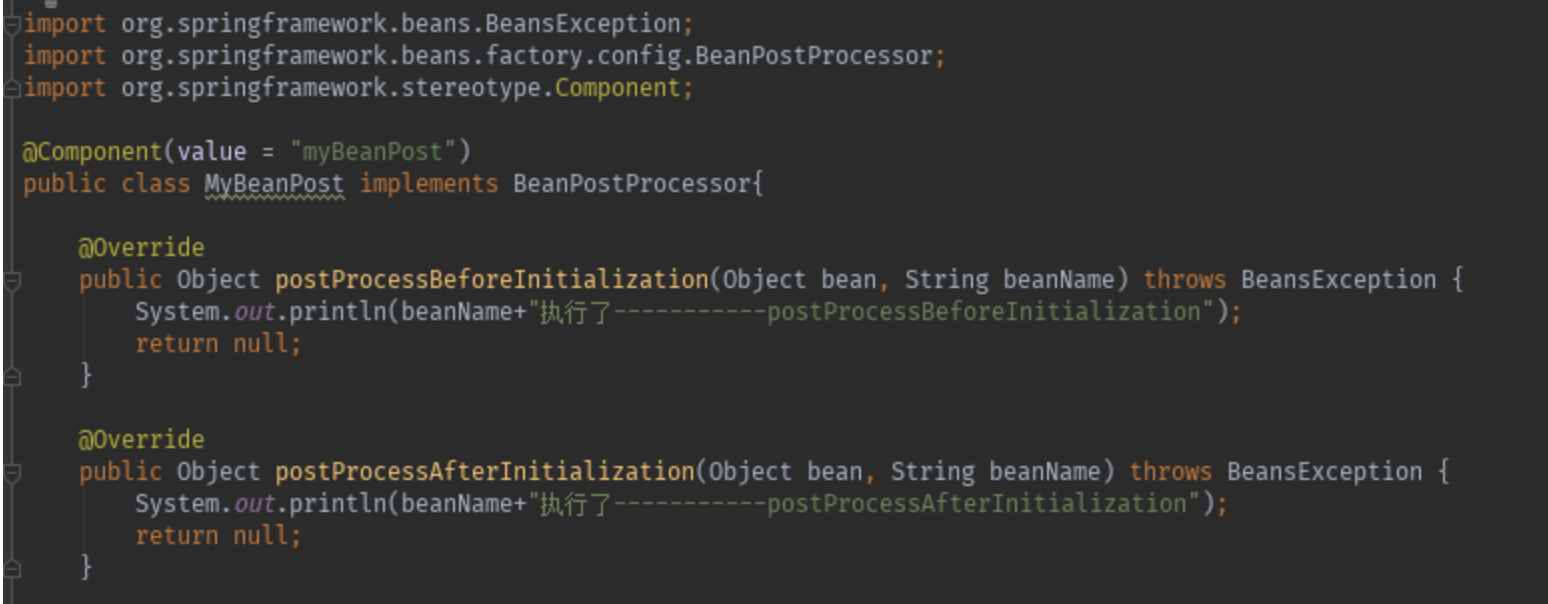 import org.springframework.beans.BeansException;
import org.springframework.beans.factory.config.BeanPostProcessor;
import org.springframework.stereotype.Component;
@Component(value = "myBeanPost")
public class MyBeanPost implements BeanPostProcessor{
@Override
public Object postProcessBeforeInitialization(Object bean, String beanName) throws BeansException {
System.out.println(beanName+"执行了-----------postProcessBeforeInitialization");
return null;
}
@Override
public Object postProcessAfterInitialization(Object bean, String beanName) throws BeansException {
System.out.println(beanName+"执行了-----------postProcessAfterInitialization");
return null;
}